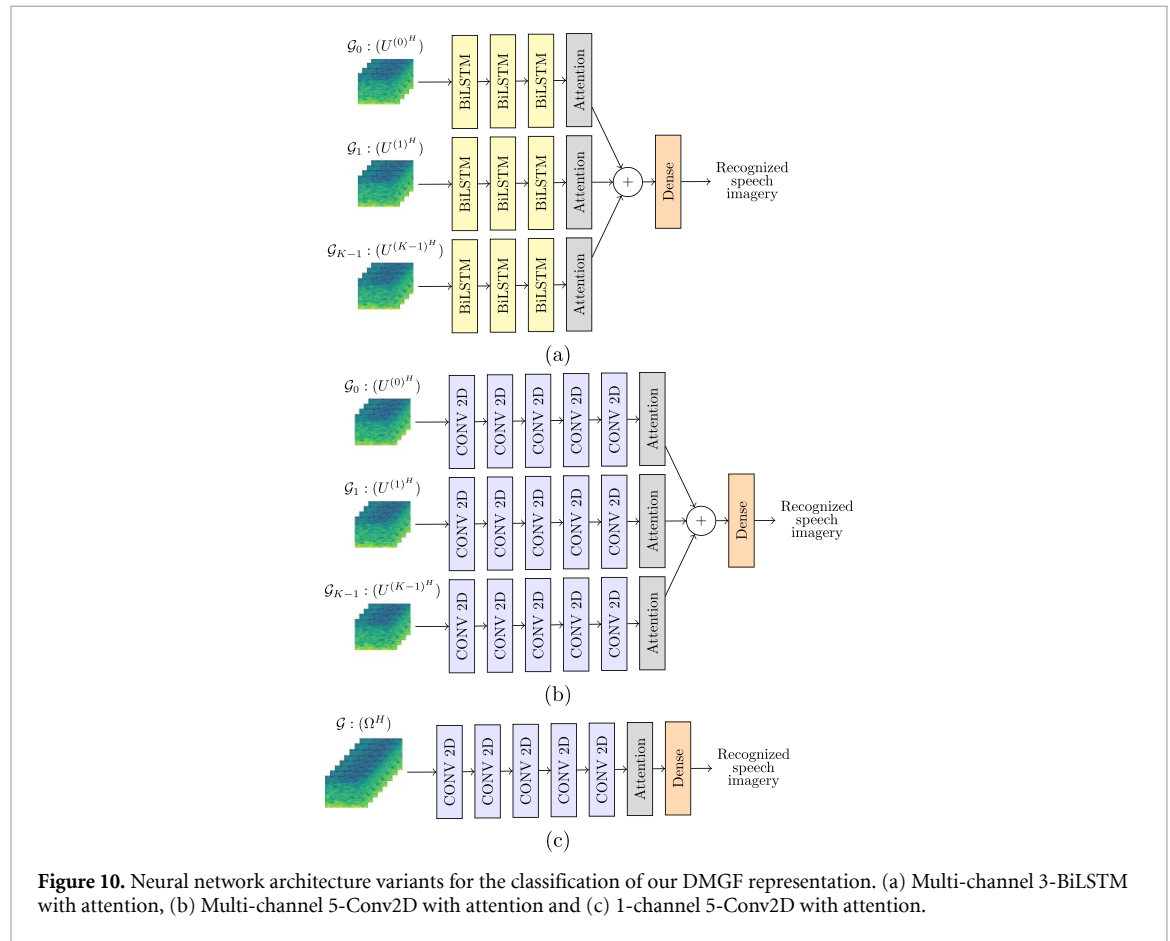 𝒢₀ : (U⁽⁰⁾ᴴ)
BiLSTM
BiLSTM
BiLSTM
Attention
𝒢₁ : (U⁽¹⁾ᴴ)
BiLSTM
BiLSTM
BiLSTM
Attention
+
Dense
Recognized
speech
imagery
𝒢_{K−1} : (U⁽ᴷ⁻¹⁾ᴴ)
BiLSTM
BiLSTM
BiLSTM
Attention
(a)
𝒢₀ : (U⁽⁰⁾ᴴ)
CONV 2D
CONV 2D
CONV 2D
CONV 2D
CONV 2D
Attention
𝒢₁ : (U⁽¹⁾ᴴ)
CONV 2D
CONV 2D
CONV 2D
CONV 2D
CONV 2D
Attention
+
Dense
Recognized
speech
imagery
𝒢_{K−1} : (U⁽ᴷ⁻¹⁾ᴴ)
CONV 2D
CONV 2D
CONV 2D
CONV 2D
CONV 2D
Attention
(b)
𝒢 : (Ωᴴ)
CONV 2D
CONV 2D
CONV 2D
CONV 2D
CONV 2D
Attention
Dense
Recognized
speech
imagery
(c)
Figure 10. Neural network architecture variants for the classification of our DMGF representation. (a) Multi-channel 3-BiLSTM
with attention, (b) Multi-channel 5-Conv2D with attention and (c) 1-channel 5-Conv2D with attention.